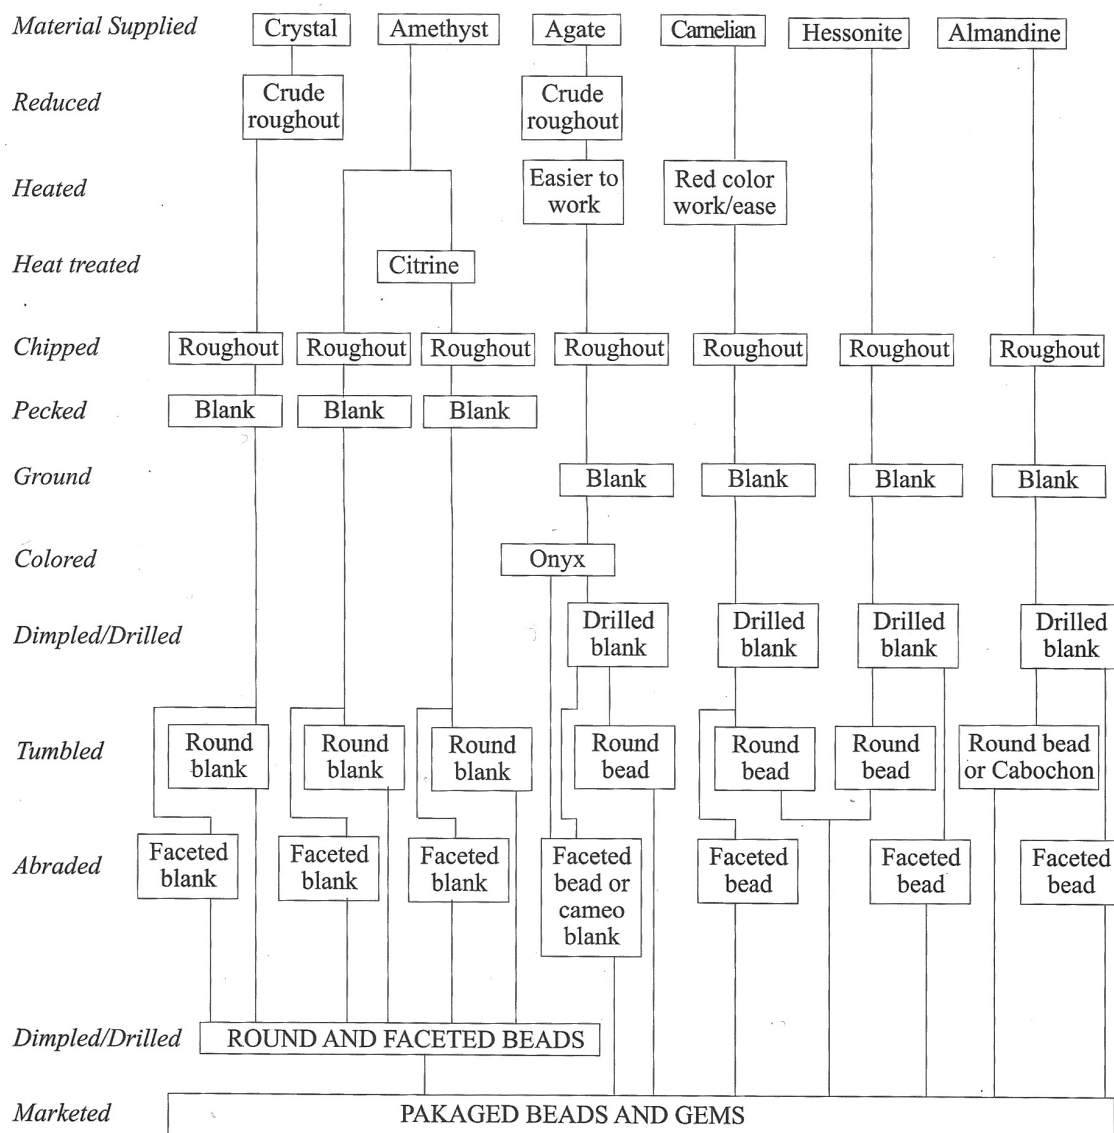 Material Supplied
Crystal
Amethyst
Agate
Carnelian
Hessonite
Almandine
Reduced
Crude
roughout
Crude
roughout
Heated
Easier to
work
Red color
work/ease
Heat treated
Citrine
Chipped
Roughout
Roughout
Roughout
Roughout
Roughout
Roughout
Roughout
Pecked
Blank
Blank
Blank
Ground
Blank
Blank
Blank
Blank
Colored
Onyx
Dimpled/Drilled
Drilled
blank
Drilled
blank
Drilled
blank
Drilled
blank
Tumbled
Round
blank
Round
blank
Round
blank
Round
bead
Round
bead
Round
bead
Round bead
or Cabochon
Abraded
Faceted
blank
Faceted
blank
Faceted
blank
Faceted
bead or
cameo
blank
Faceted
bead
Faceted
bead
Faceted
bead
Dimpled/Drilled
ROUND AND FACETED BEADS
Marketed
PAKAGED BEADS AND GEMS